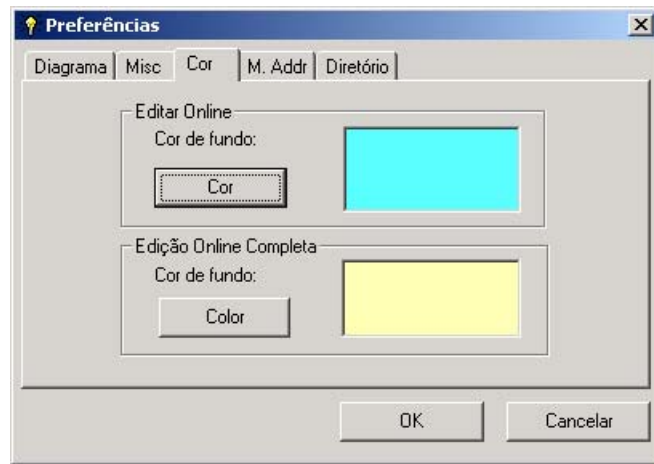 Preferências
Diagrama Misc Cor M. Addr Diretório
Editar Online
Cor de fundo:
Cor
Edição Online Completa
Cor de fundo:
Color
OK Cancelar